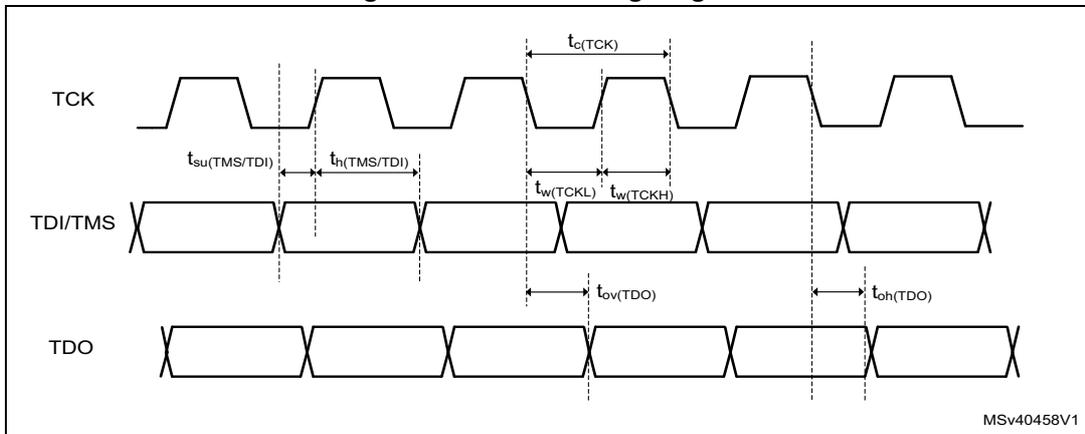 tc(TCK)
TCK
tsu(TMS/TDI)
th(TMS/TDI)
tw(TCKL)
tw(TCKH)
TDI/TMS
tov(TDO)
toh(TDO)
TDO
MSv40458V1